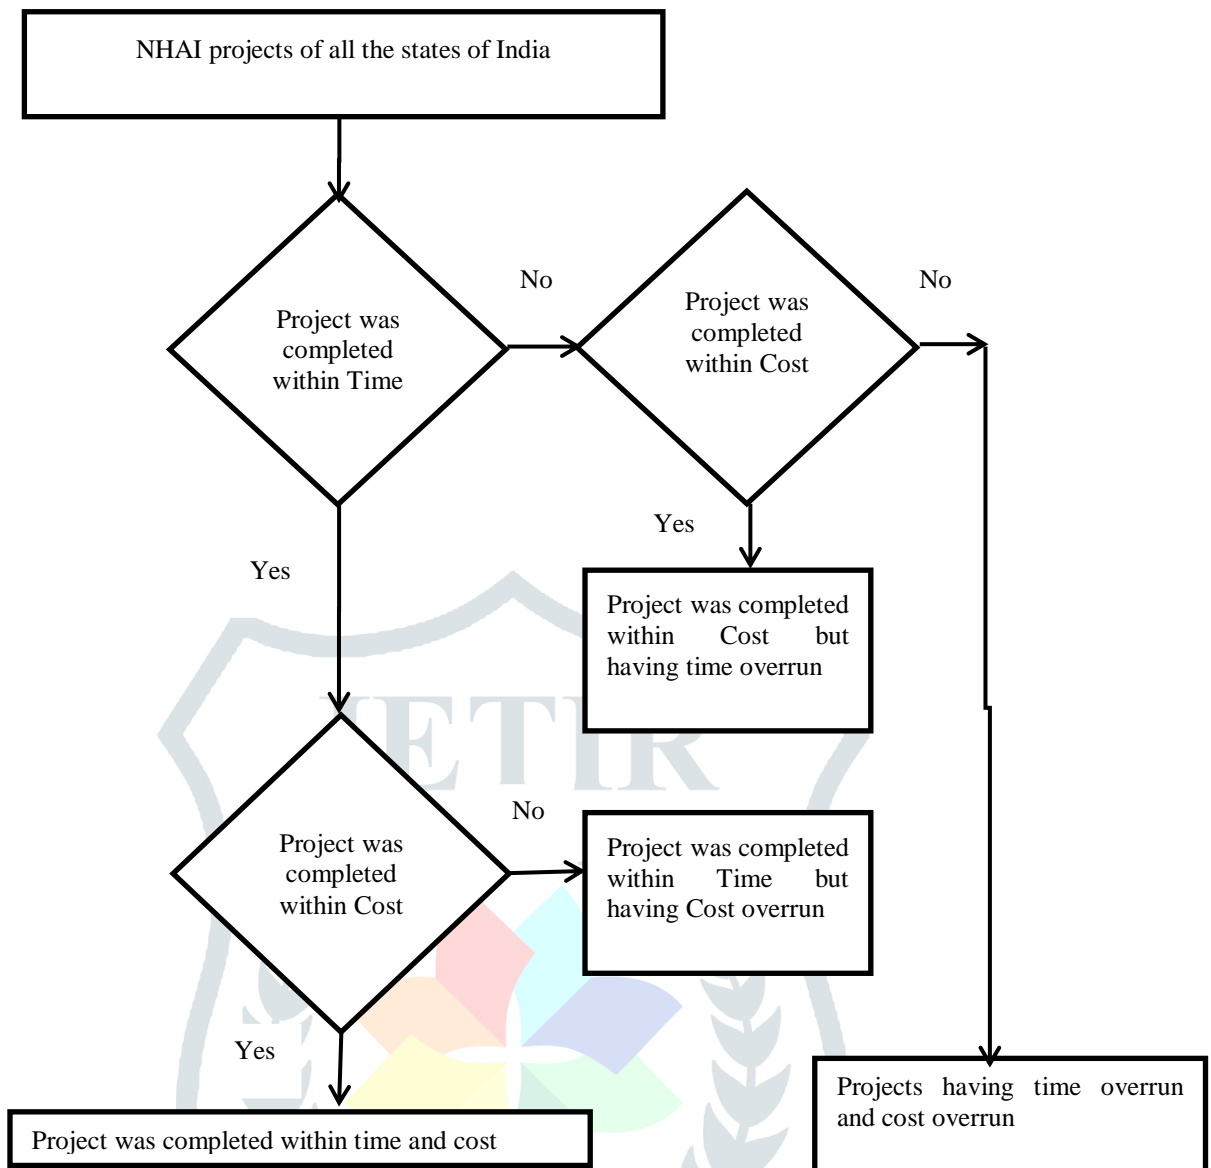 NHAI projects of all the states of India
No
No
Project was
completed
within Time
Project was
completed
within Cost
Yes
Yes
Project was completed
within Cost but
having time overrun
JETIR
No
Project was
completed
within Cost
Project was completed
within Time but
having Cost overrun
Yes
Projects having time overrun
and cost overrun
Project was completed within time and cost